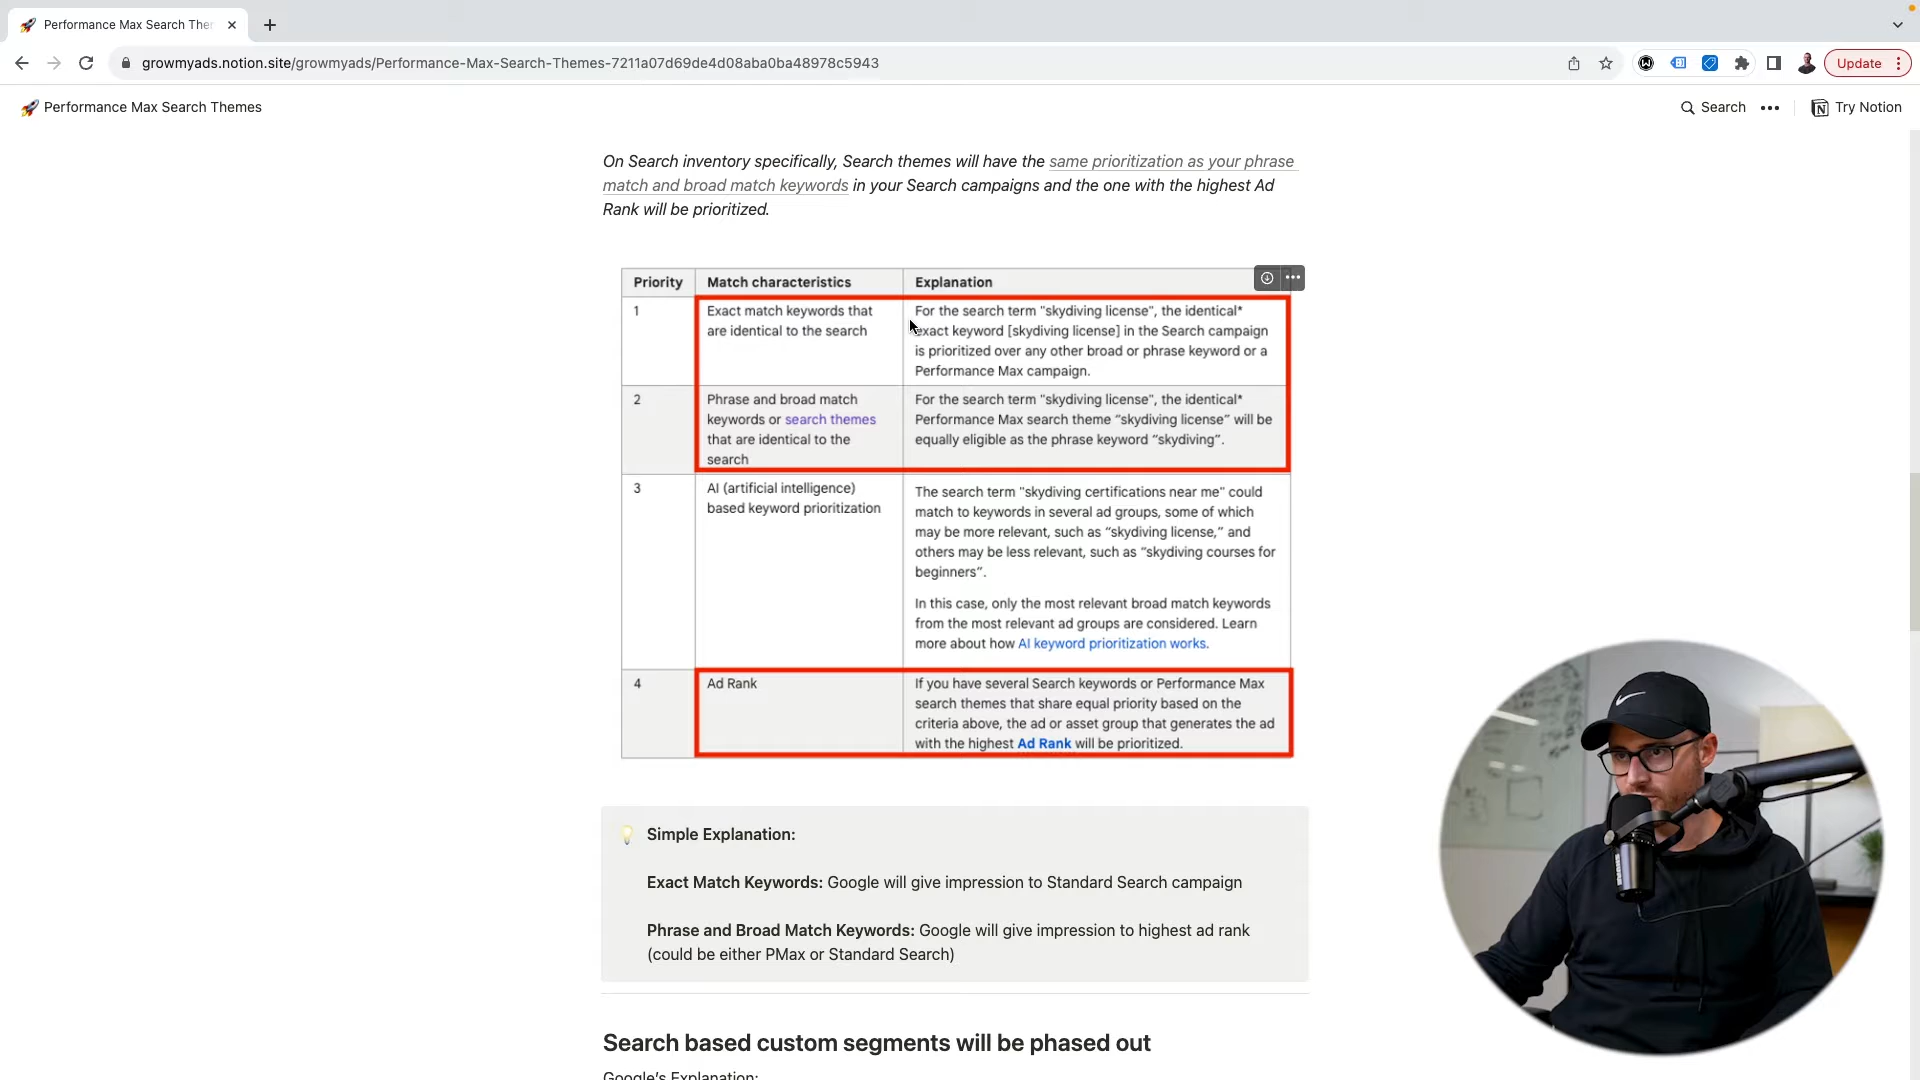 Performance Max Search Ther
growmyads.notion.site/growmyads/Performance-Max-Search-Themes-7211a07d69de4d08aba0ba48978c5943
Update
Performance Max Search Themes
Search
Try Notion
On Search inventory specifically, Search themes will have the same prioritization as your phrase
match and broad match keywords in your Search campaigns and the one with the highest Ad
Rank will be prioritized.
Priority
Match characteristics
Explanation
1
Exact match keywords that
are identical to the search
For the search term "skydiving license", the identical*
exact keyword [skydiving license] in the Search campaign
is prioritized over any other broad or phrase keyword or a
Performance Max campaign.
2
Phrase and broad match
keywords or search themes
that are identical to the
search
For the search term "skydiving license", the identical*
Performance Max search theme “skydiving license” will be
equally eligible as the phrase keyword “skydiving”.
3
AI (artificial intelligence)
based keyword prioritization
The search term "skydiving certifications near me" could
match to keywords in several ad groups, some of which
may be more relevant, such as “skydiving license,” and
others may be less relevant, such as “skydiving courses for
beginners”.
In this case, only the most relevant broad match keywords
from the most relevant ad groups are considered. Learn
more about how AI keyword prioritization works.
4
Ad Rank
If you have several Search keywords or Performance Max
search themes that share equal priority based on the
criteria above, the ad or asset group that generates the ad
with the highest Ad Rank will be prioritized.
Simple Explanation:
Exact Match Keywords: Google will give impression to Standard Search campaign
Phrase and Broad Match Keywords: Google will give impression to highest ad rank
(could be either PMax or Standard Search)
Search based custom segments will be phased out
Google's Explanation: